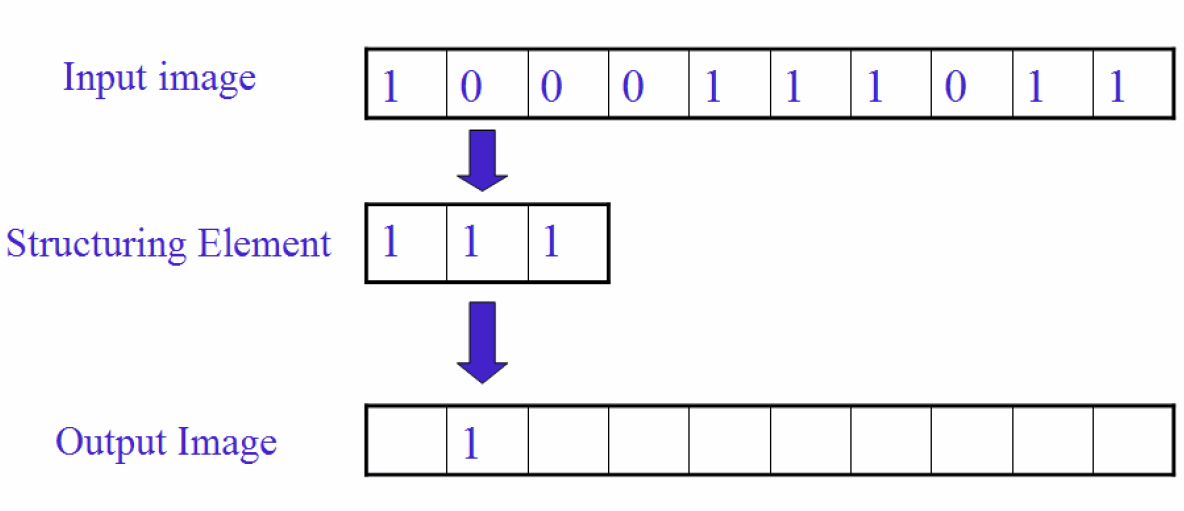 Input image 1 0 0 0 1 1 1 0 1 1
Structuring Element 1 1 1
Output Image 1